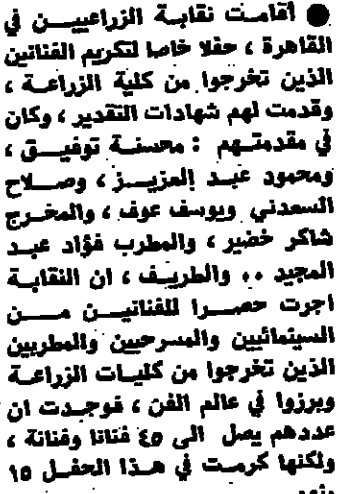 ● أقامت نقابة الزراعيين في
القاهرة ، حفلا خاصا لتكريم الفنانين
الذين تخرجوا من كلية الزراعة ،
وقدمت لهم شهادات التقدير ، وكان
في مقدمتهم : محسنة توفيق ،
ومحمود عبد العزيز ، وصلاح
السعدني ويوسف عوف ، والمخرج
شاكر خضير ، والمطرب فؤاد عبد
المجيد .. والطريف ، ان النقابة
اجرت حصرا للفنانين من
السينمائيين والمسرحيين والمطربين
الذين تخرجوا من كليات الزراعة
وبرزوا في عالم الفن ، فوجدت ان
عددهم يصل الى ٤٥ فنانا وفنانة ،
ولكنها كرمت في هذا الحفل ١٥